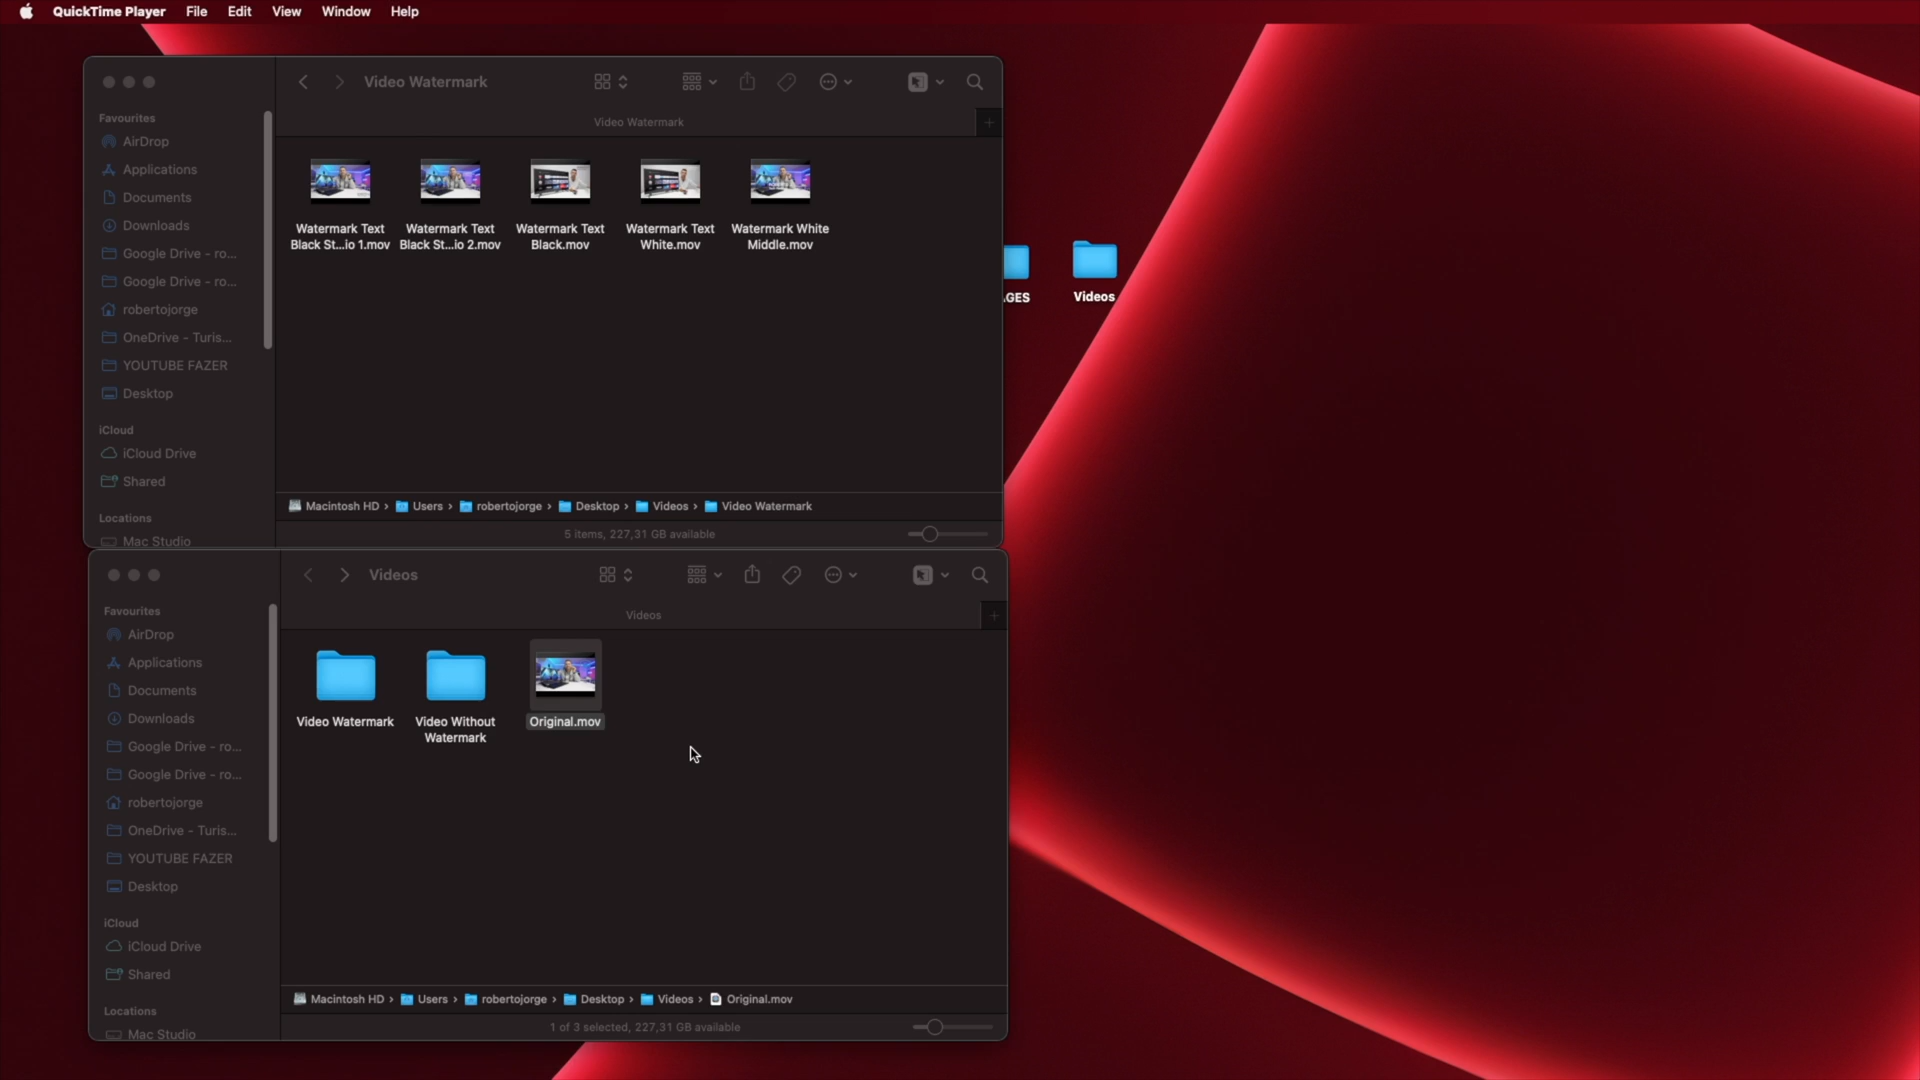 QuickTime Player File Edit View Window Help
Video Watermark
Video Watermark
Favourites
AirDrop
Applications
Documents
Downloads
Google Drive - ro...
Google Drive - ro...
robertojorge
OneDrive - Turis...
YOUTUBE FAZER
Desktop
iCloud
iCloud Drive
Shared
Locations
Mac Studio
Watermark Text
Black St...io 1.mov
Watermark Text
Black St...io 2.mov
Watermark Text
Black.mov
Watermark Text
White.mov
Watermark White
Middle.mov
Macintosh HD › Users › robertojorge › Desktop › Videos › Video Watermark
5 items, 227,31 GB available
GES
Videos
Videos
Videos
Favourites
AirDrop
Applications
Documents
Downloads
Google Drive - ro...
Google Drive - ro...
robertojorge
OneDrive - Turis...
YOUTUBE FAZER
Desktop
iCloud
iCloud Drive
Shared
Locations
Mac Studio
Video Watermark
Video Without
Watermark
Original.mov
Macintosh HD › Users › robertojorge › Desktop › Videos › Original.mov
1 of 3 selected, 227,31 GB available